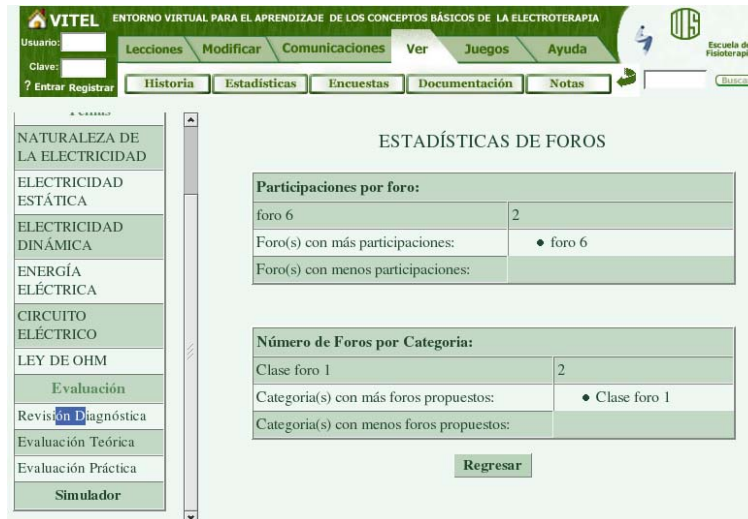 VITEL
ENTORNO VIRTUAL PARA EL APRENDIZAJE DE LOS CONCEPTOS BÁSICOS DE LA ELECTROTERAPIA
Usuario:
Clave:
? Entrar Registrar
Lecciones Modificar Comunicaciones Ver Juegos Ayuda
Escuela de
Fisioterapi
Historia Estadísticas Encuestas Documentación Notas
Busca
Temas
NATURALEZA DE
LA ELECTRICIDAD
ELECTRICIDAD
ESTÁTICA
ELECTRICIDAD
DINÁMICA
ENERGÍA
ELÉCTRICA
CIRCUITO
ELÉCTRICO
LEY DE OHM
Evaluación
Revisión Diagnóstica
Evaluación Teórica
Evaluación Práctica
Simulador
ESTADÍSTICAS DE FOROS
Participaciones por foro:
foro 6 2
Foro(s) con más participaciones: • foro 6
Foro(s) con menos participaciones:
Número de Foros por Categoria:
Clase foro 1 2
Categoria(s) con más foros propuestos: • Clase foro 1
Categoria(s) con menos foros propuestos:
Regresar